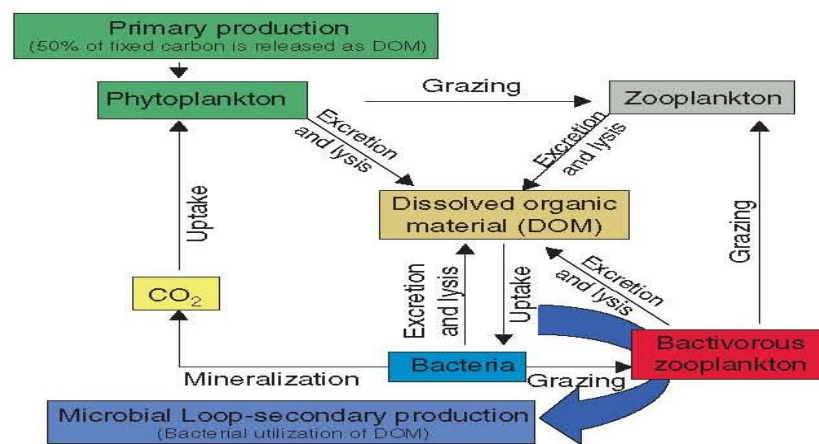 Primary production
(50% of fixed carbon is released as DOM)
Phytoplankton
Grazing
Zooplankton
Excretion
and lysis
Excretion
and lysis
Dissolved organic
material (DOM)
Uptake
Grazing
CO₂
Excretion
and lysis
Uptake
Excretion
and lysis
Bacteria
Bactivorous
zooplankton
Mineralization
Grazing
Microbial Loop-secondary production
(Bacterial utilization of DOM)